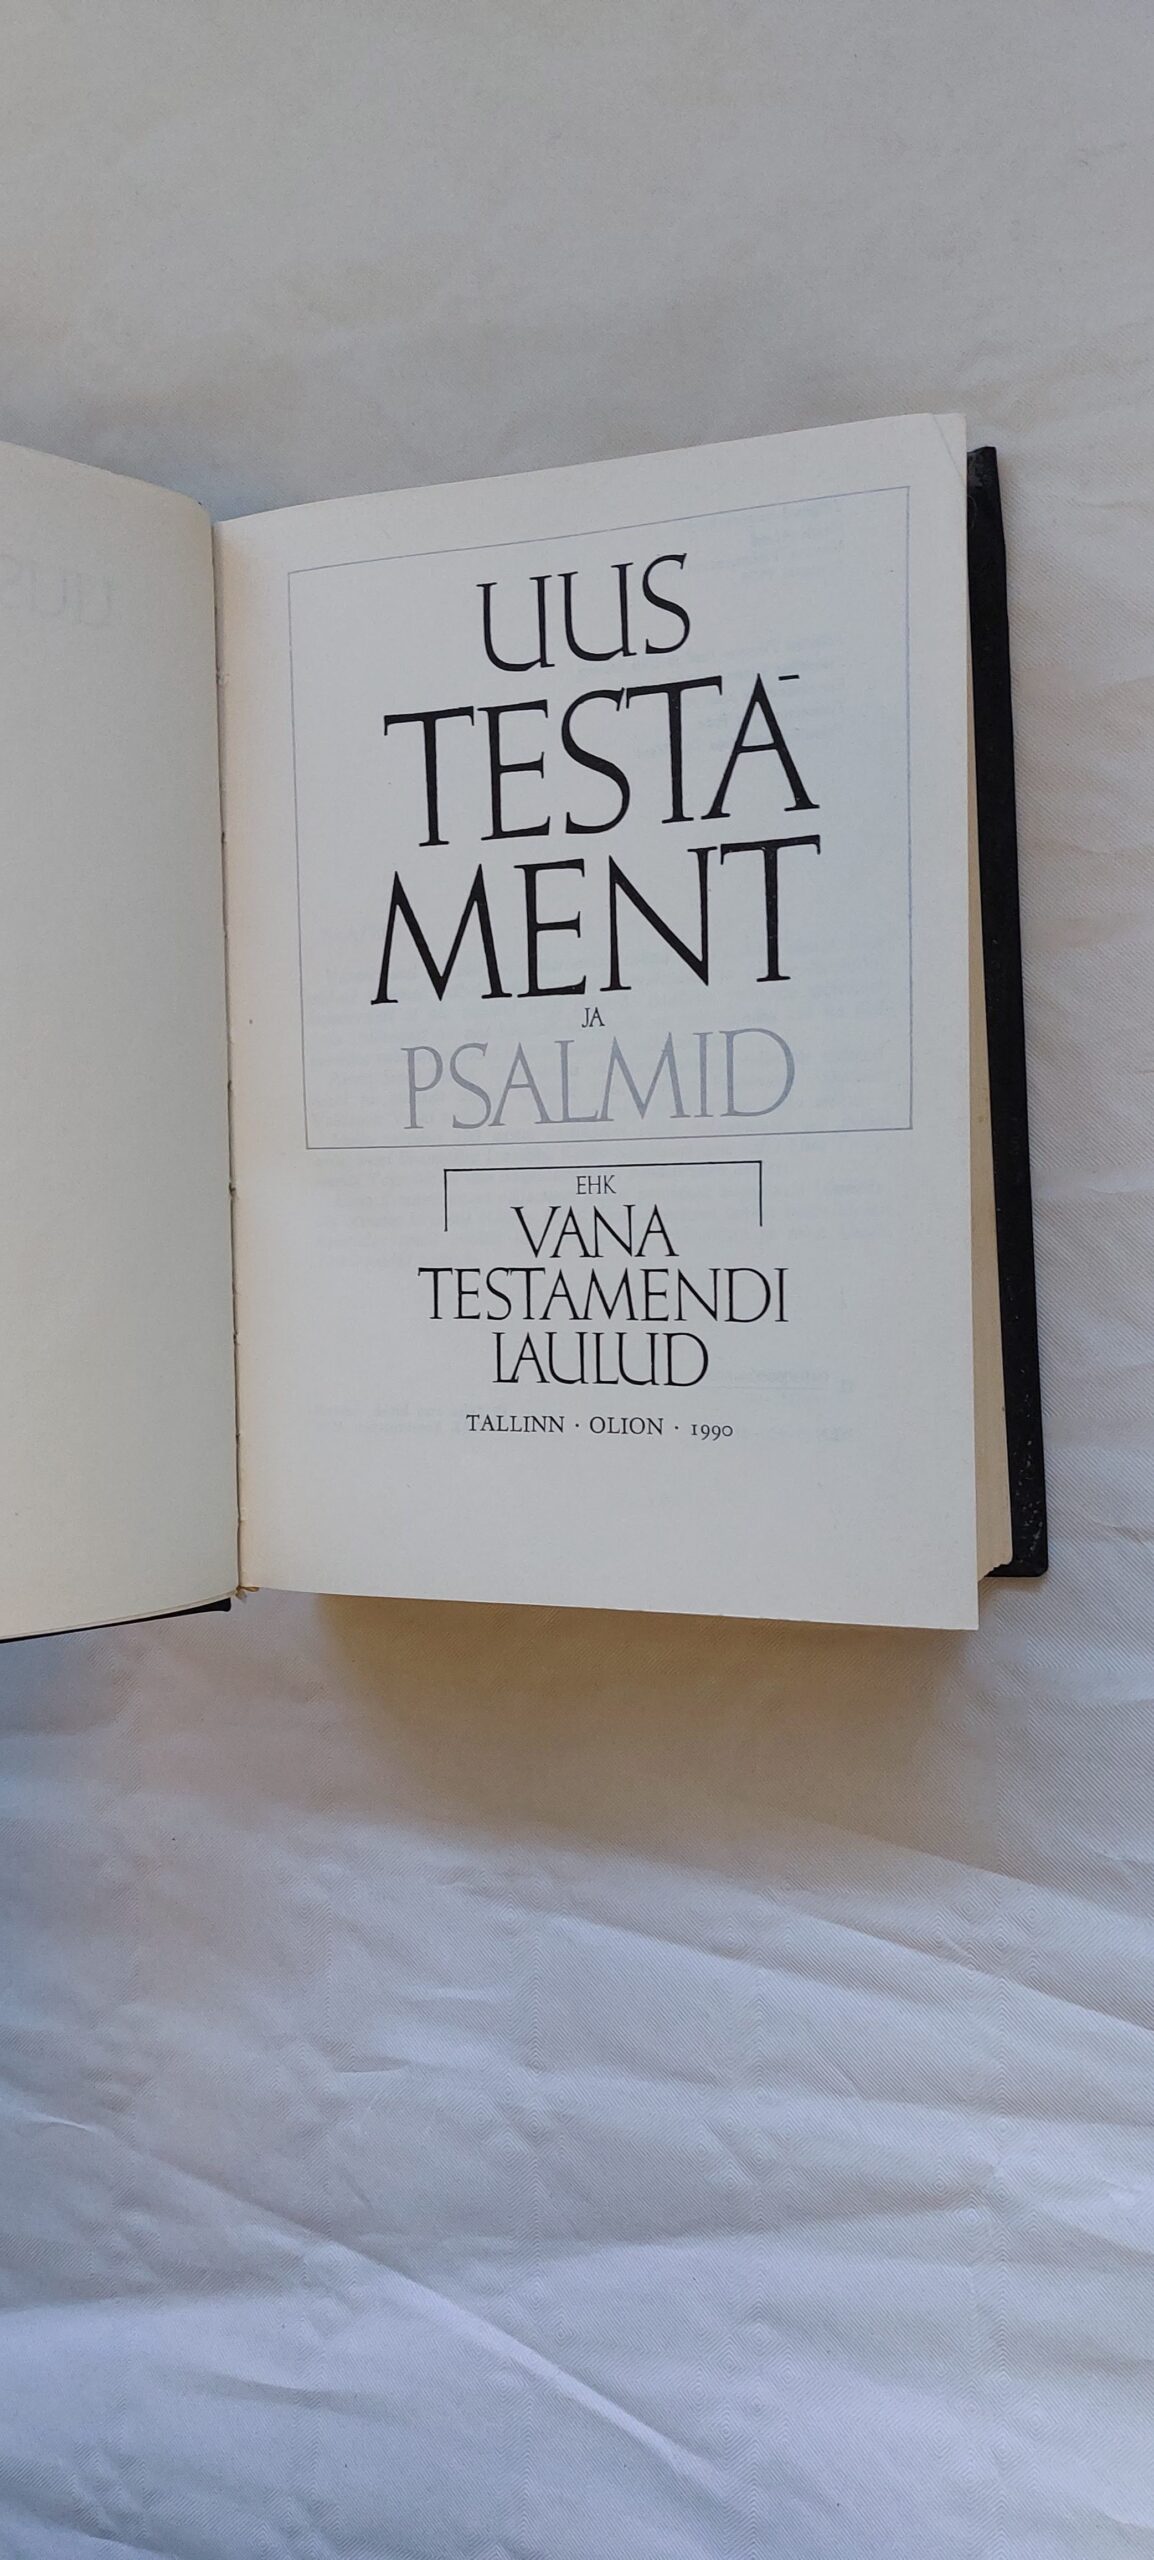 UUS
TESTA-
MENT
JA
PSALMID
EHK
VANA
TESTAMENDI
LAULUD
TALLINN · OLION · 1990